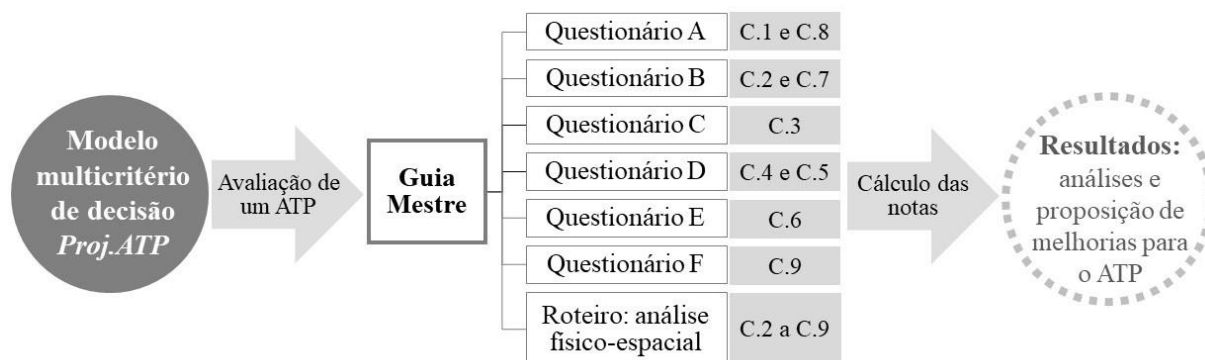 Modelo
multicritério
de decisão
Proj.ATP
Avaliação de
um ATP
Guia
Mestre
Questionário A
C.1 e C.8
Questionário B
C.2 e C.7
Questionário C
C.3
Questionário D
C.4 e C.5
Questionário E
C.6
Questionário F
C.9
Roteiro: análise
físico-espacial
C.2 a C.9
Cálculo das
notas
Resultados:
análises e
proposição de
melhorias para
o ATP